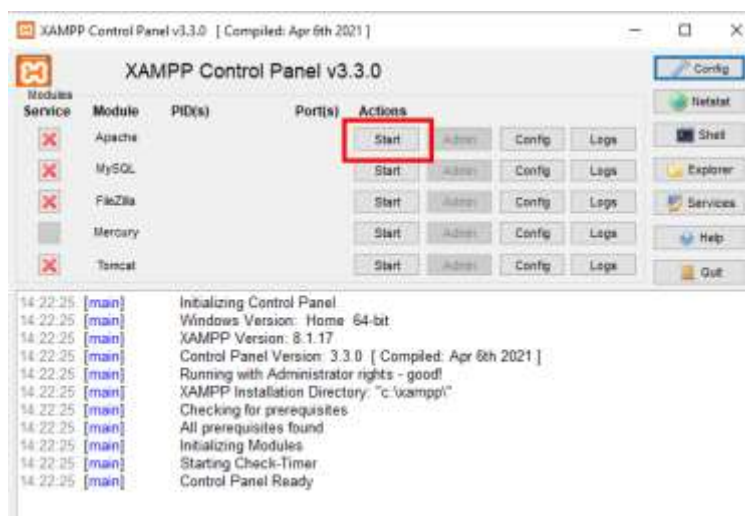 XAMPP Control Panel v3.3.0 [ Compiled: Apr 6th 2021 ]
XAMPP Control Panel v3.3.0
Config
Modules
Service Module PID(s) Port(s) Actions
Netstat
Apache Start Admin Config Logs
Shell
MySQL Start Admin Config Logs
Explorer
FileZilla Start Admin Config Logs
Services
Mercury Start Admin Config Logs
Help
Tomcat Start Admin Config Logs
Quit
14:22:25 [main] Initializing Control Panel
14:22:25 [main] Windows Version: Home 64-bit
14:22:25 [main] XAMPP Version: 8.1.17
14:22:25 [main] Control Panel Version: 3.3.0 [ Compiled: Apr 6th 2021 ]
14:22:25 [main] Running with Administrator rights - good!
14:22:25 [main] XAMPP Installation Directory: "c:\xampp\"
14:22:25 [main] Checking for prerequisites
14:22:25 [main] All prerequisites found
14:22:25 [main] Initializing Modules
14:22:25 [main] Starting Check-Timer
14:22:25 [main] Control Panel Ready